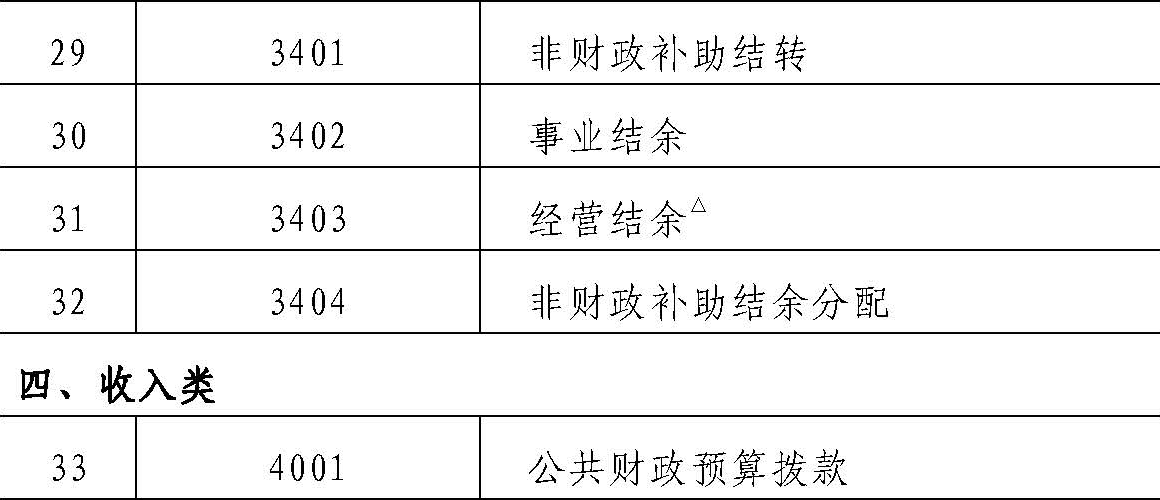 29 3401 非财政补助结转
30 3402 事业结余
31 3403 经营结余△
32 3404 非财政补助结余分配
四、收入类
33 4001 公共财政预算拨款